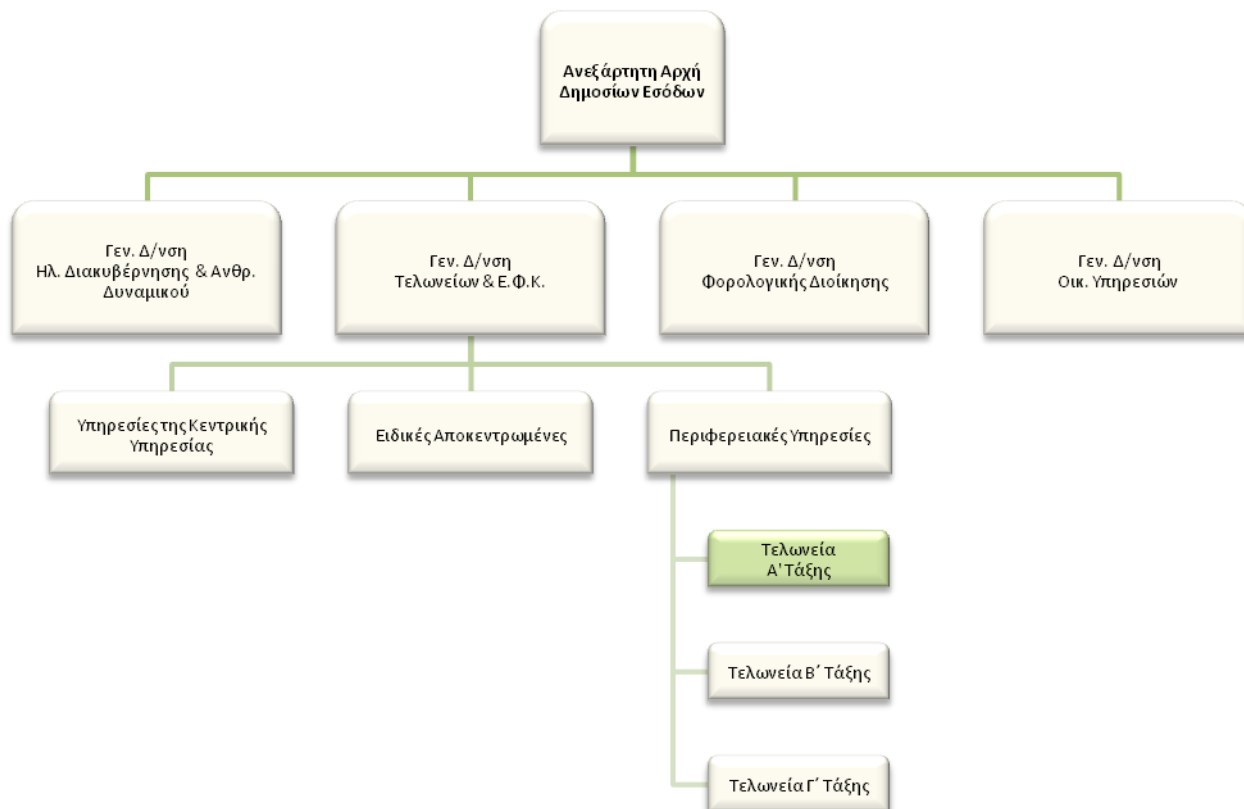 Ανεξάρτητη Αρχή
Δημοσίων Εσόδων
Γεν. Δ/νση
Ηλ. Διακυβέρνησης & Ανθρ.
Δυναμικού
Γεν. Δ/νση
Τελωνείων & Ε.Φ.Κ.
Γεν. Δ/νση
Φορολογικής Διοίκησης
Γεν. Δ/νση
Οικ. Υπηρεσιών
Υπηρεσίες της Κεντρικής
Υπηρεσίας
Ειδικές Αποκεντρωμένες
Περιφερειακές Υπηρεσίες
Τελωνεία
Α' Τάξης
Τελωνεία Β΄ Τάξης
Τελωνεία Γ΄ Τάξης